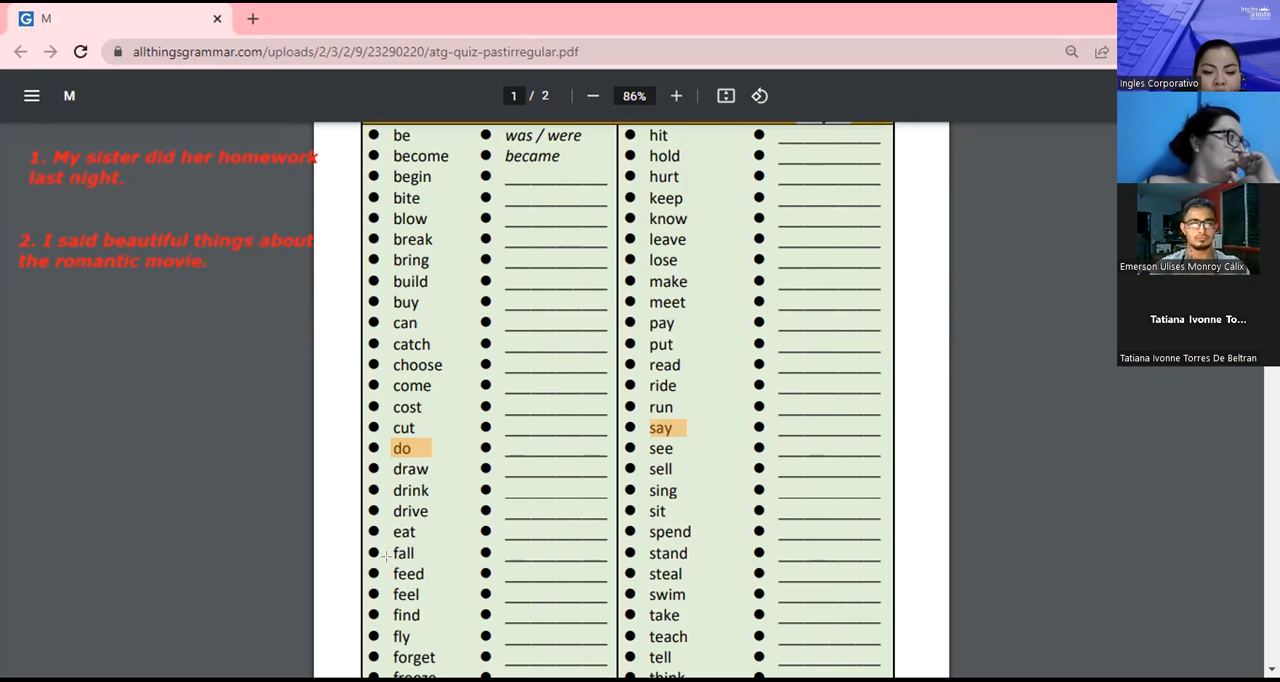 M
allthingsgrammar.com/uploads/2/3/2/9/23290220/atg-quiz-pastirregular.pdf
M
1 / 2
86%
1. My sister did her homework
last night.
2. I said beautiful things about
the romantic movie.
be was / were
become became
begin
bite
blow
break
bring
build
buy
can
catch
choose
come
cost
cut
do
draw
drink
drive
eat
fall
feed
feel
find
fly
forget
freeze
hit
hold
hurt
keep
know
leave
lose
make
meet
pay
put
read
ride
run
say
see
sell
sing
sit
spend
stand
steal
swim
take
teach
tell
think
Ingles Corporativo
Emerson Ulises Monroy Cálix
Tatiana Ivonne To...
Tatiana Ivonne Torres De Beltran